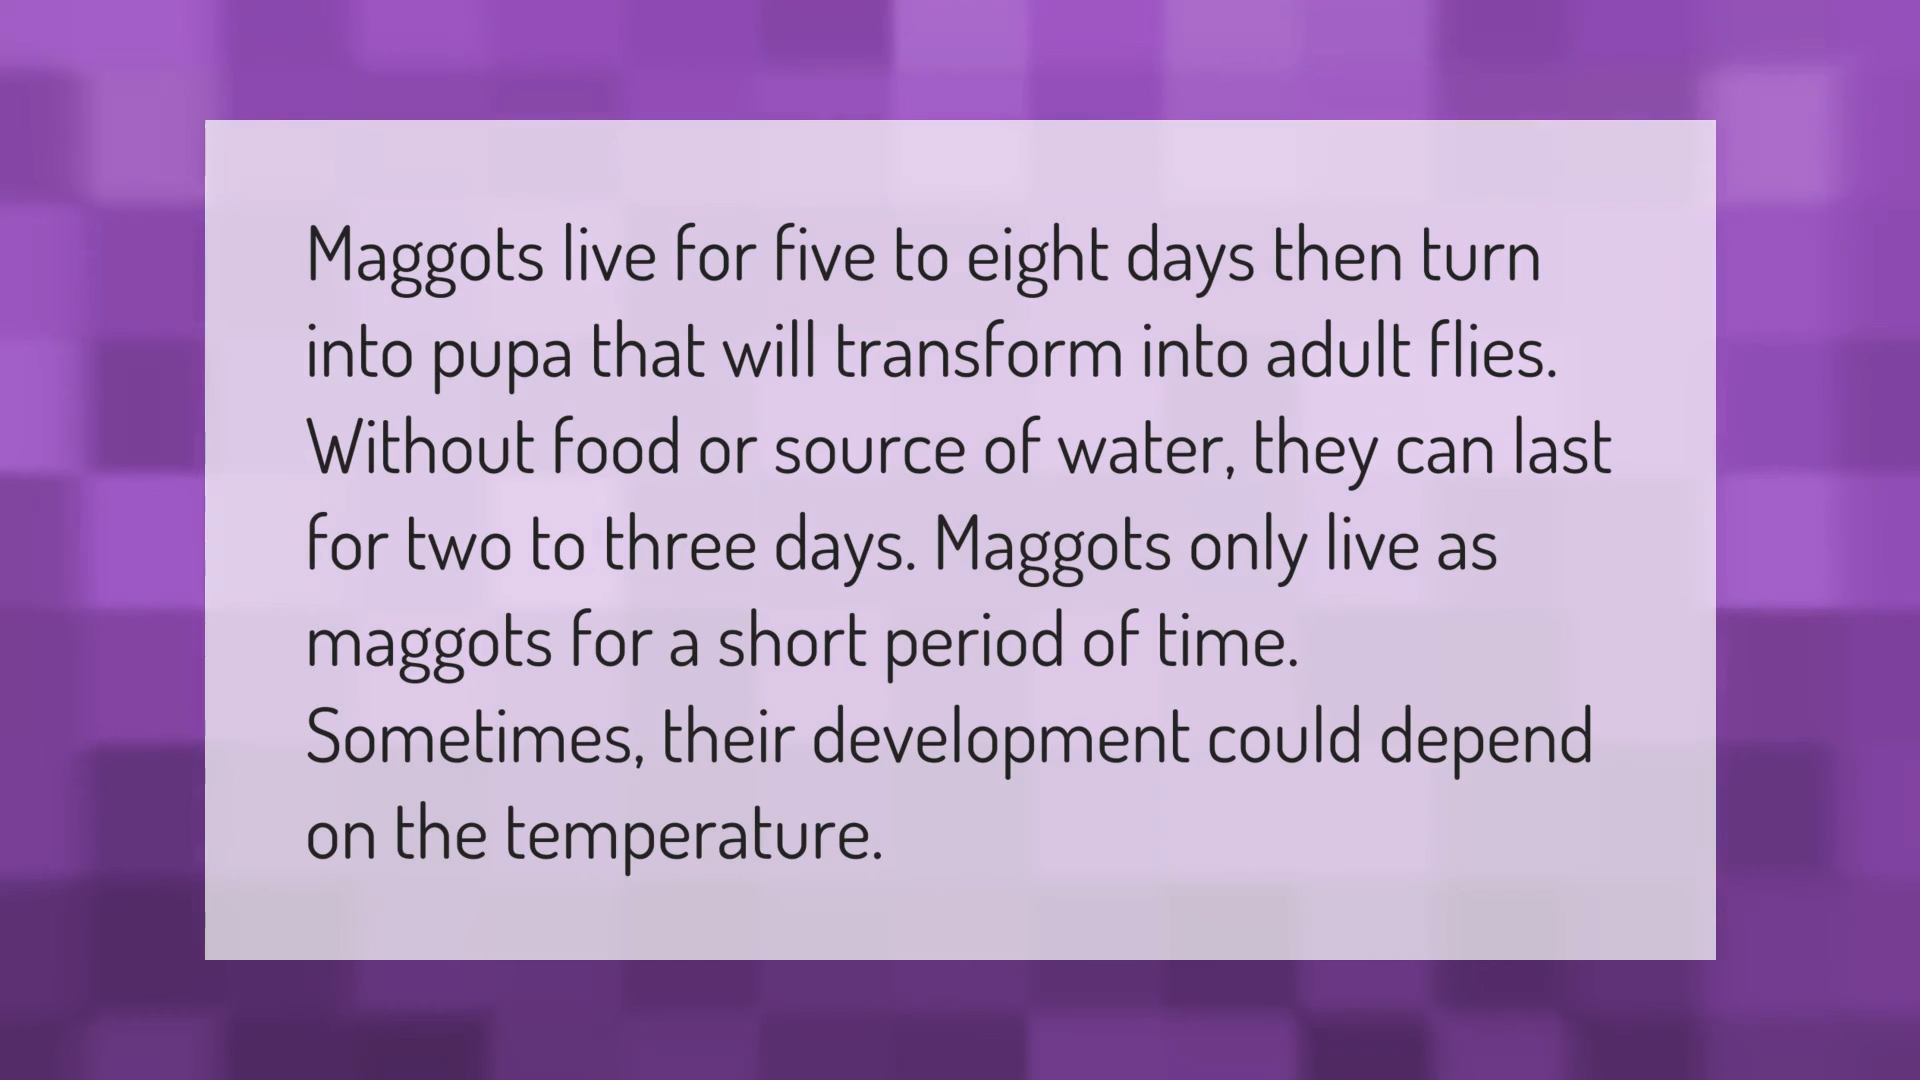 Maggots live for five to eight days then turn
into pupa that will transform into adult flies.
Without food or source of water, they can last
for two to three days. Maggots only live as
maggots for a short period of time.
Sometimes, their development could depend
on the temperature.